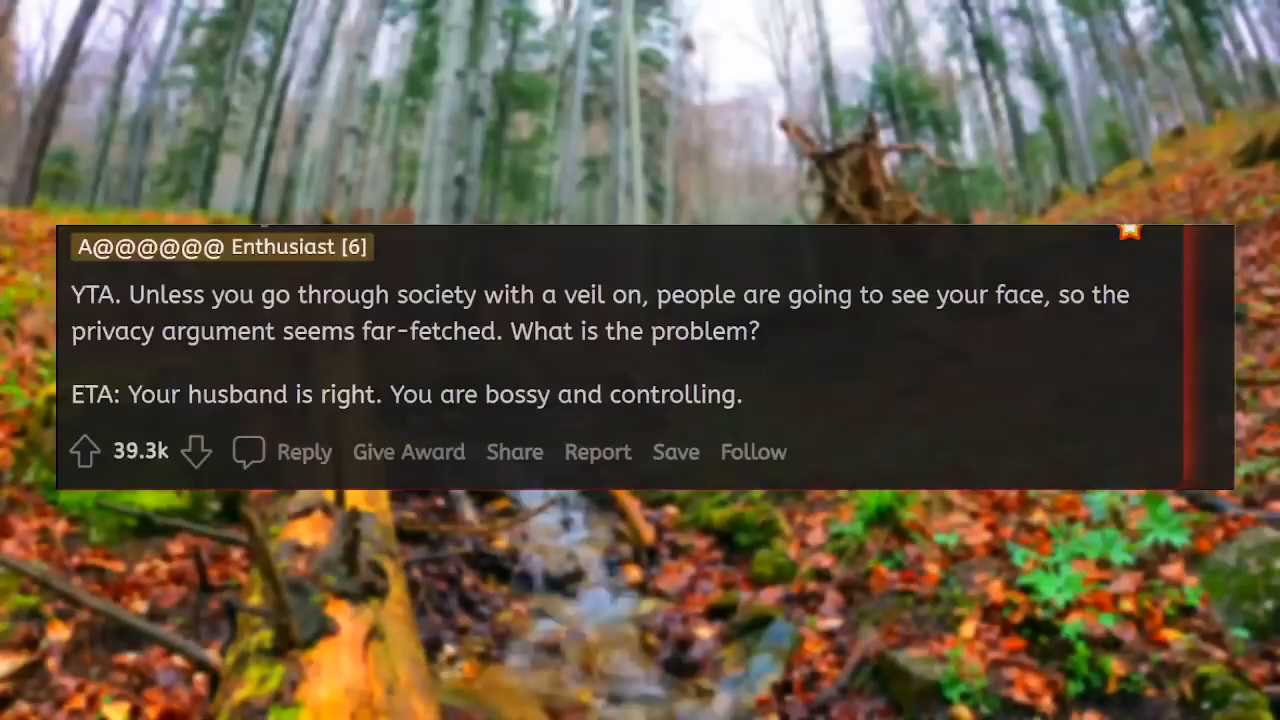 A@@@@@@ Enthusiast [6]
YTA. Unless you go through society with a veil on, people are going to see your face, so the
privacy argument seems far-fetched. What is the problem?
ETA: Your husband is right. You are bossy and controlling.
39.3k Reply Give Award Share Report Save Follow